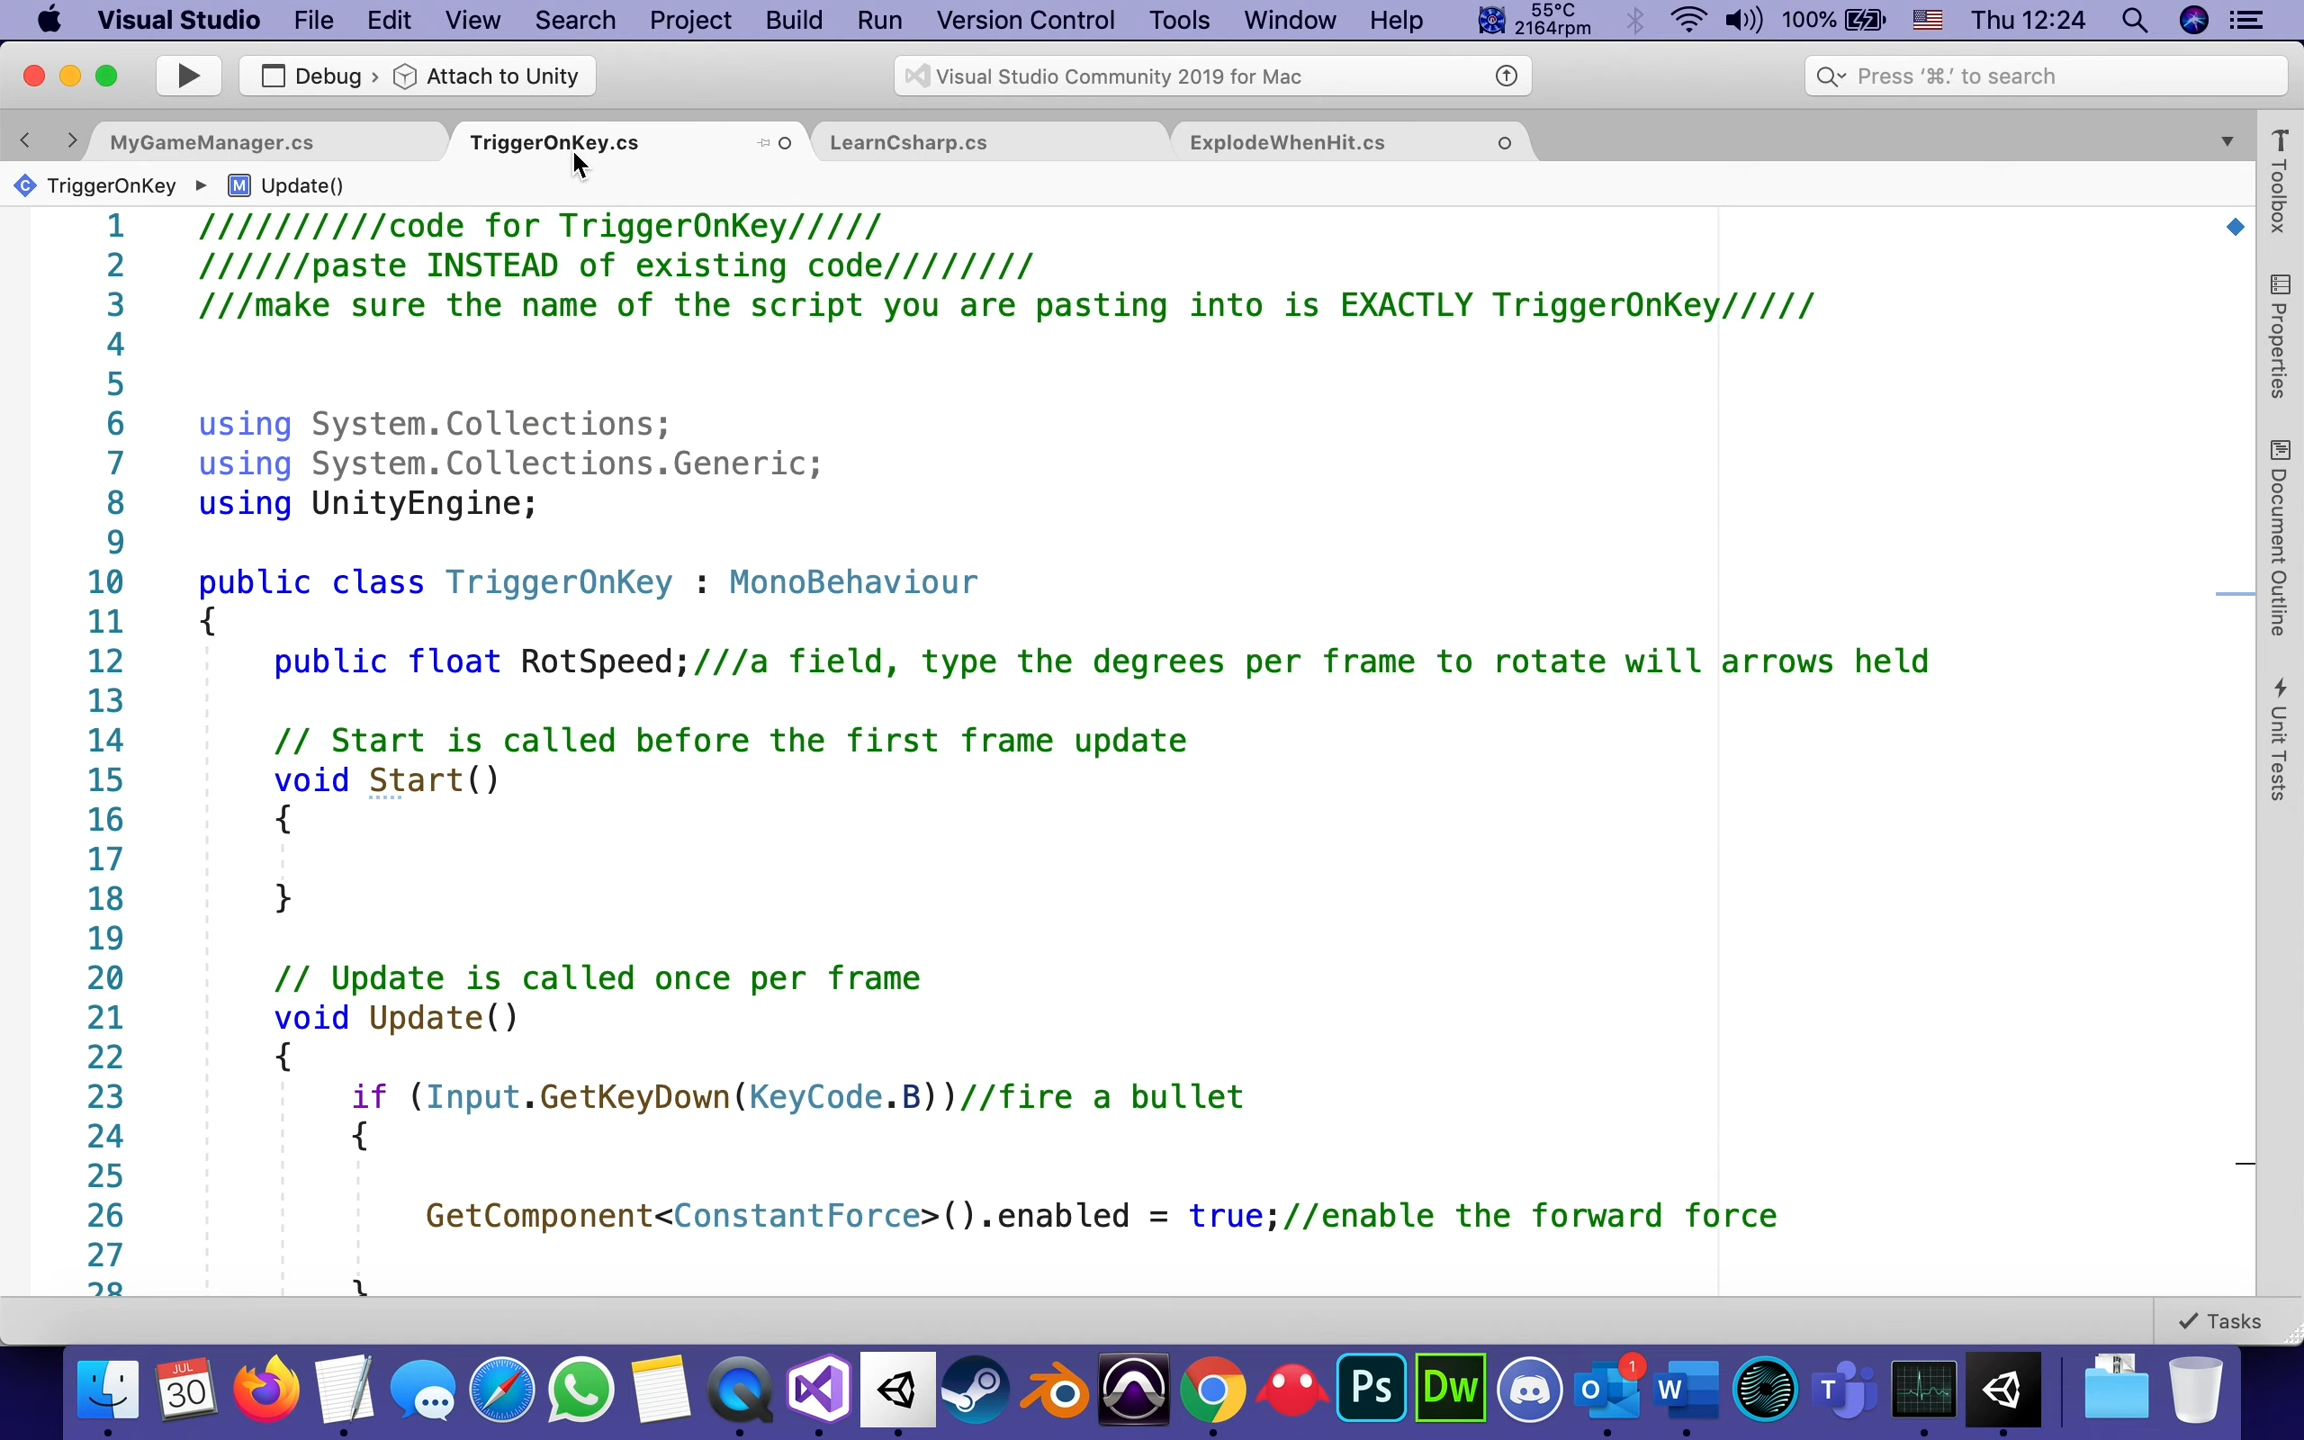 Visual Studio File Edit View Search Project Build Run Version Control Tools Window Help 55°C 2164rpm 100% Thu 12:24
Debug › Attach to Unity
Visual Studio Community 2019 for Mac
Press ‘⌘.’ to search
MyGameManager.cs
TriggerOnKey.cs
LearnCsharp.cs
ExplodeWhenHit.cs
TriggerOnKey ▸ M Update()
1 //////////code for TriggerOnKey/////
2 //////paste INSTEAD of existing code////////
3 ///make sure the name of the script you are pasting into is EXACTLY TriggerOnKey/////
4
5
6 using System.Collections;
7 using System.Collections.Generic;
8 using UnityEngine;
9
10 public class TriggerOnKey : MonoBehaviour
11 {
12 public float RotSpeed;///a field, type the degrees per frame to rotate will arrows held
13
14 // Start is called before the first frame update
15 void Start()
16 {
17
18 }
19
20 // Update is called once per frame
21 void Update()
22 {
23 if (Input.GetKeyDown(KeyCode.B))//fire a bullet
24 {
25
26 GetComponent<ConstantForce>().enabled = true;//enable the forward force
27
28 }
Toolbox
Properties
Document Outline
Unit Tests
Tasks
JUL
30
Ps
Dw
O
1
W
T